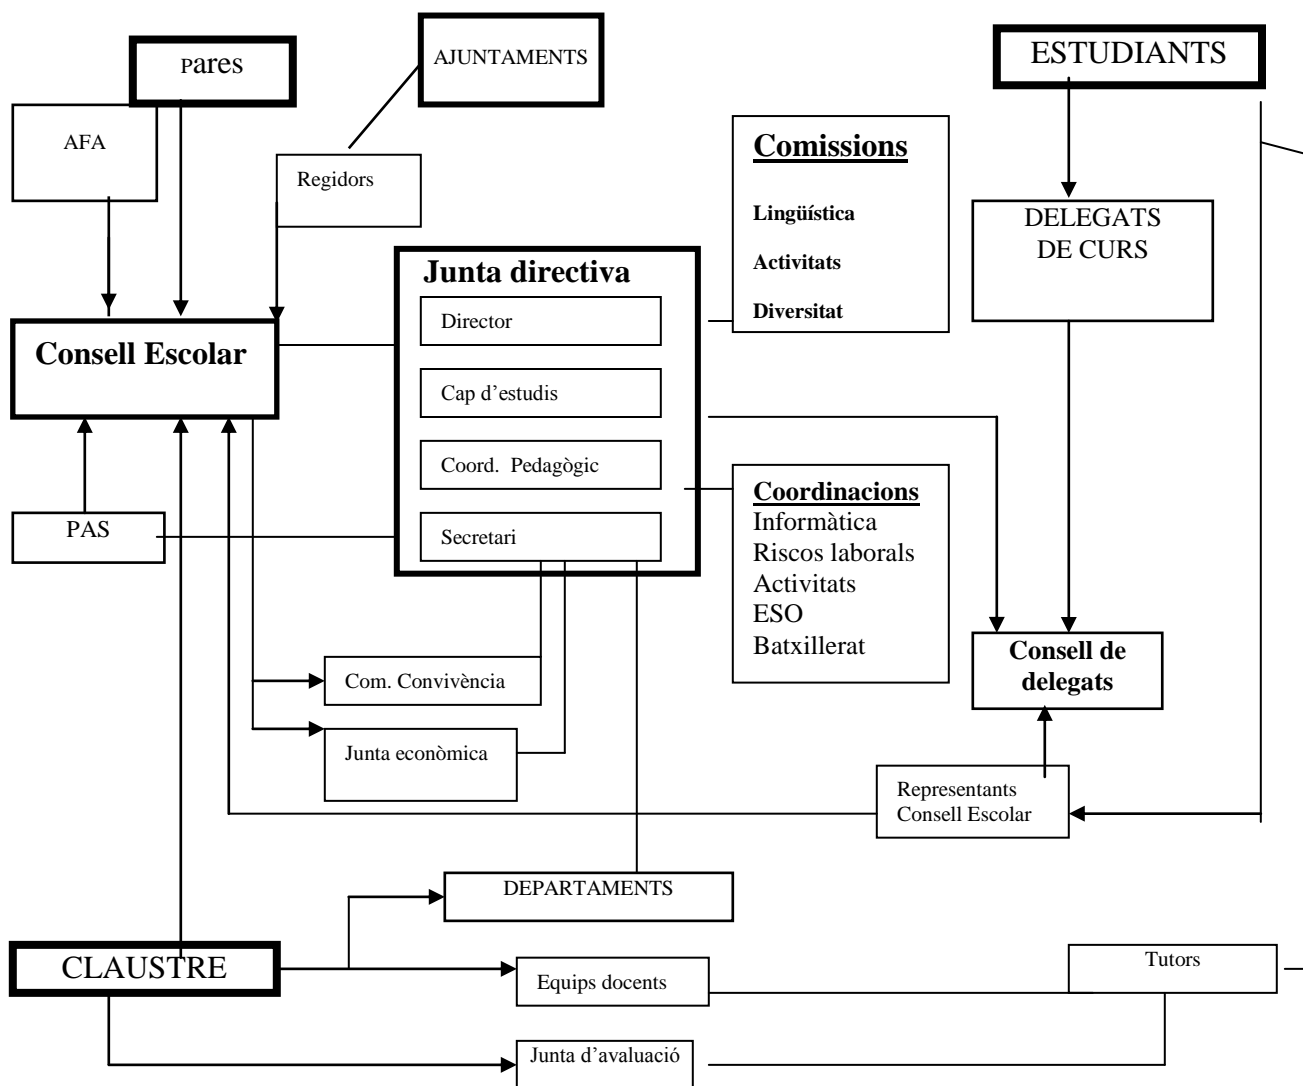 Pares
AJUNTAMENTS
ESTUDIANTS
AFA
Regidors
Comissions
Lingüística
Activitats
Diversitat
DELEGATS
DE CURS
Junta directiva
Director
Cap d’estudis
Coord. Pedagògic
Secretari
Consell Escolar
PAS
Coordinacions
Informàtica
Riscos laborals
Activitats
ESO
Batxillerat
Consell de
delegats
Com. Convivència
Junta econòmica
Representants
Consell Escolar
DEPARTAMENTS
CLAUSTRE
Equips docents
Tutors
Junta d’avaluació